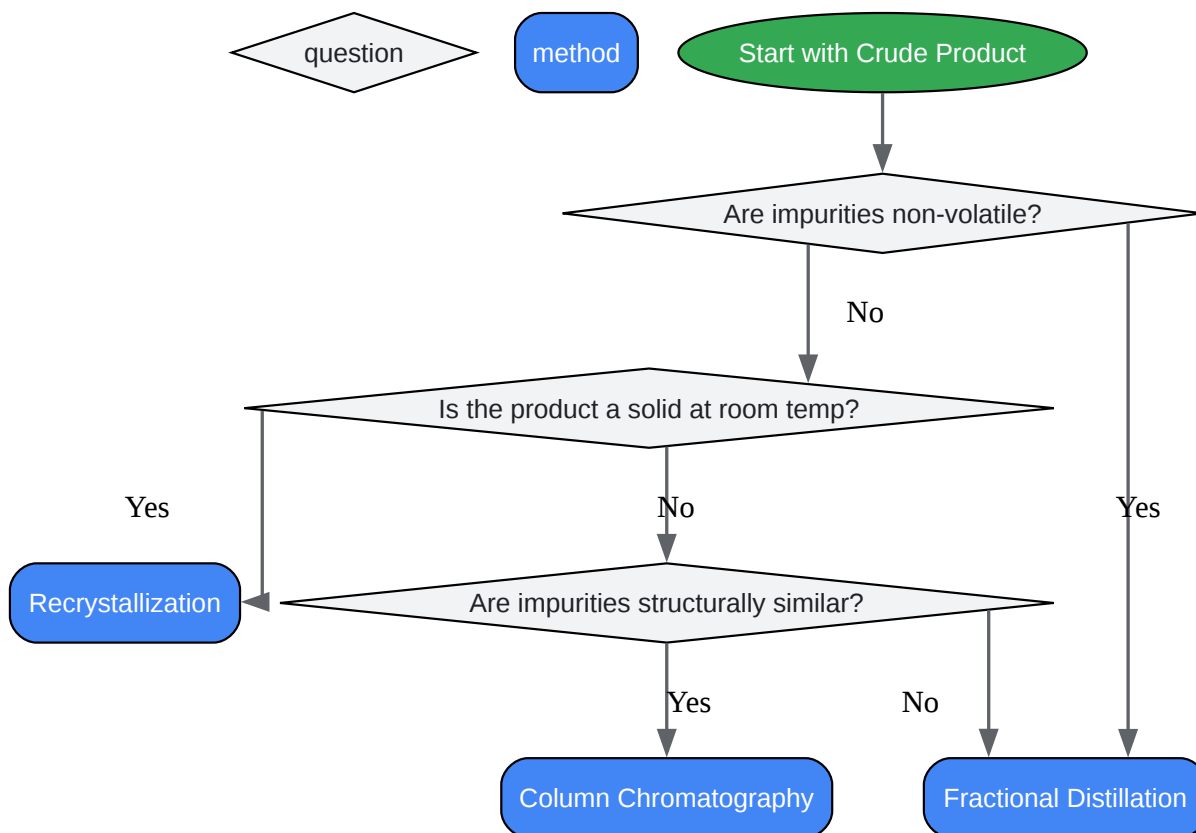 question
method
Start with Crude Product
Are impurities non-volatile?
No
Is the product a solid at room temp?
Yes
No
Yes
Recrystallization
Are impurities structurally similar?
Yes
No
Column Chromatography
Fractional Distillation